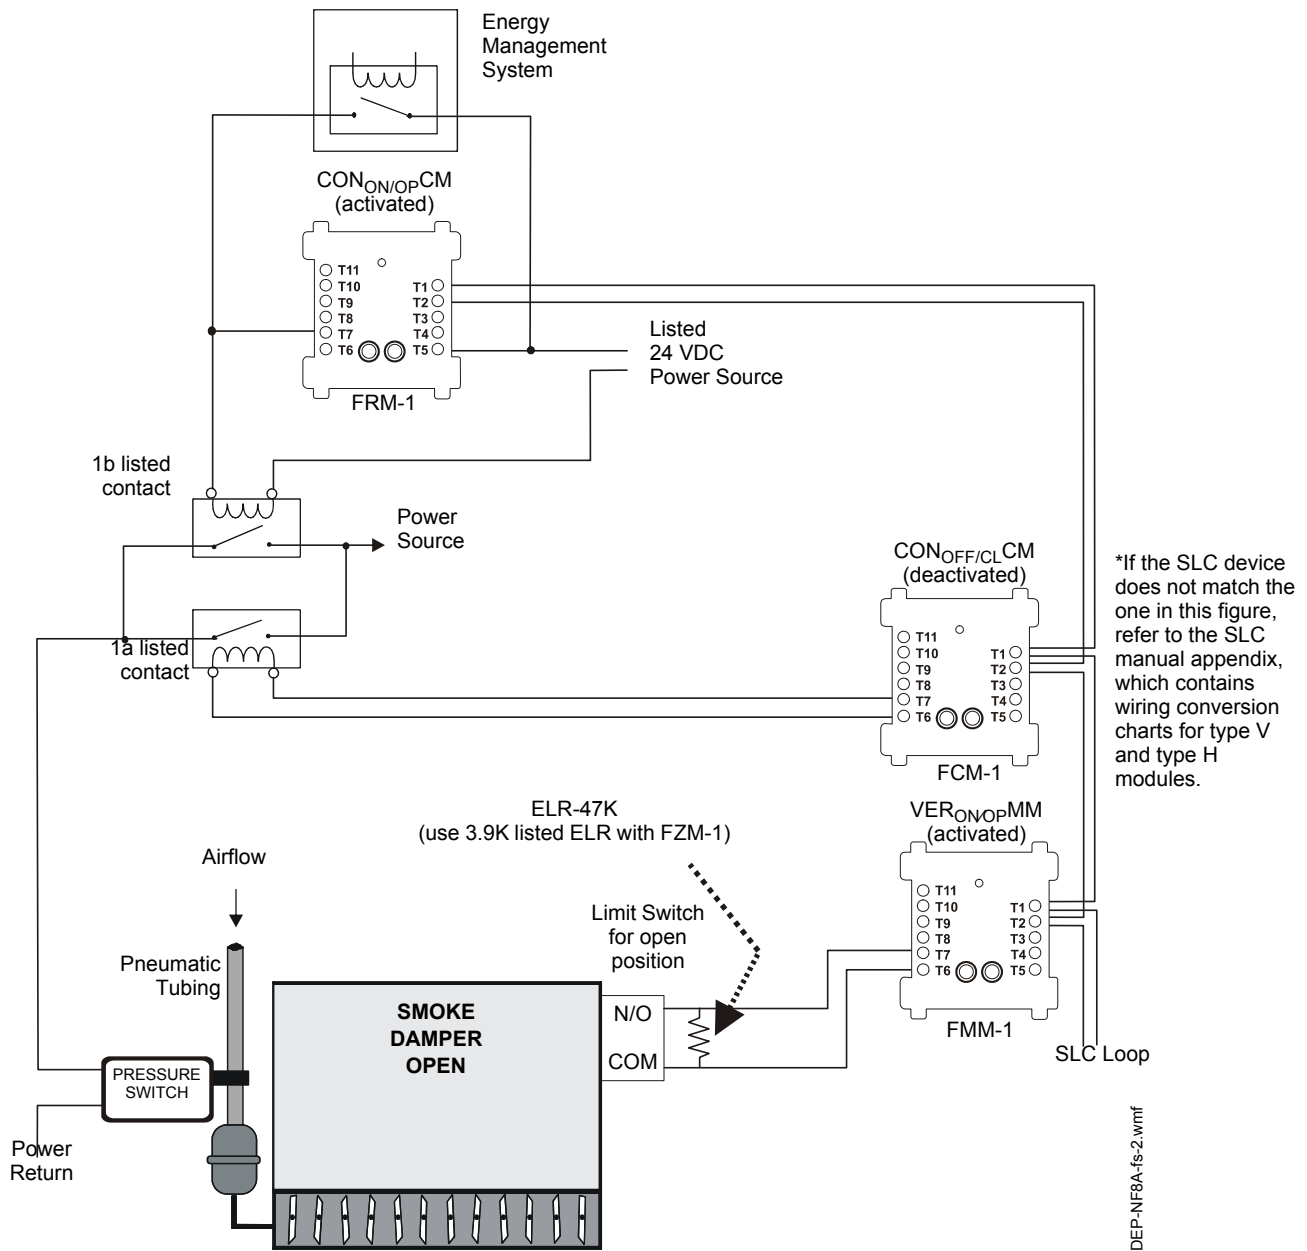 Energy
Management
System
CONON/OPCM
(activated)
T11
T10
T9
T8
T7
T6
T1
T2
T3
T4
T5
FRM-1
Listed
24 VDC
Power Source
1b listed
contact
Power
Source
1a listed
contact
CONOFF/CLCM
(deactivated)
T11
T10
T9
T8
T7
T6
T1
T2
T3
T4
T5
FCM-1
*If the SLC device
does not match the
one in this figure,
refer to the SLC
manual appendix,
which contains
wiring conversion
charts for type V
and type H
modules.
ELR-47K
(use 3.9K listed ELR with FZM-1)
VERON/OPMM
(activated)
T11
T10
T9
T8
T7
T6
T1
T2
T3
T4
T5
FMM-1
SLC Loop
Airflow
Pneumatic
Tubing
Limit Switch
for open
position
SMOKE
DAMPER
OPEN
N/O
COM
PRESSURE
SWITCH
Power
Return
DEP-NF8A-fs-2.wmf